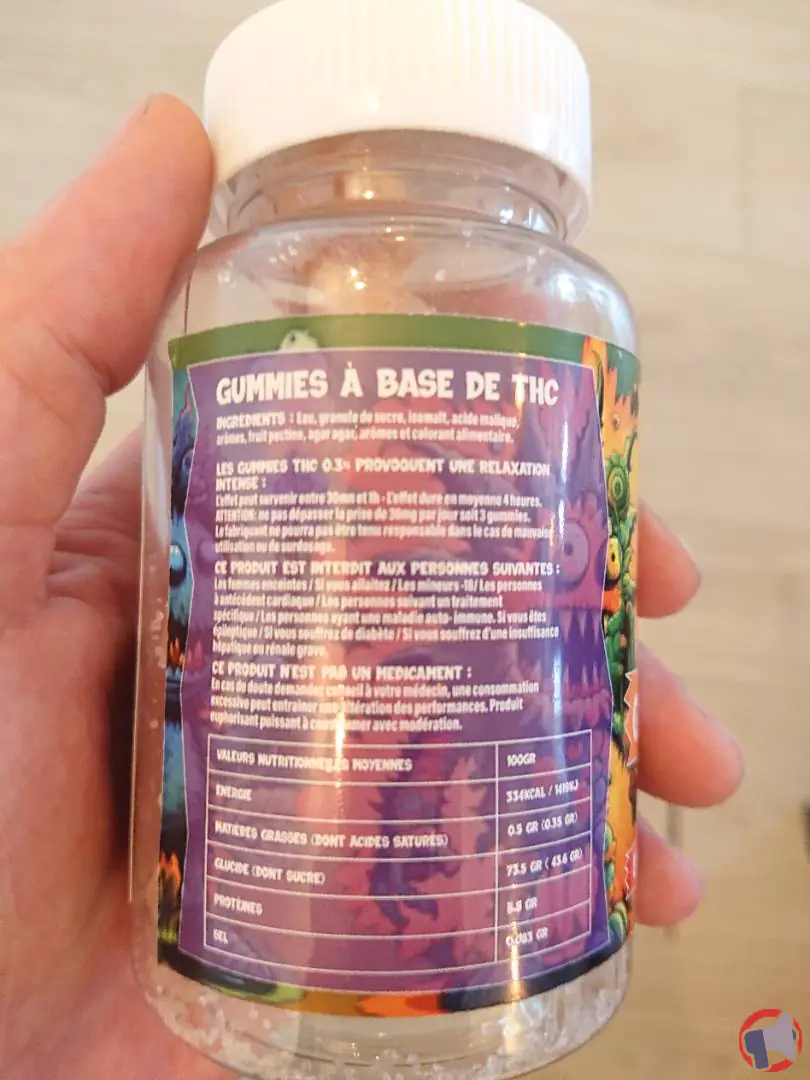 GUMMIES À BASE DE THC
INGREDIENTS : Eau, granule de sucre, isomalt, acide malique,
arômes, fruit pectine, agar agar, arômes et colorant alimentaire.
LES GUMMIES THC 0.3% PROVOQUENT UNE RELAXATION
INTENSE :
L'effet peut survenir entre 30mn et 1h - L'effet dure en moyenne 4 heures.
ATTENTION: ne pas dépasser la prise de 30mg par jour soit 3 gummies.
Le fabriquant ne pourra pas être tenu responsable dans le cas de mauvaise
utilisation ou de surdosage.
CE PRODUIT EST INTERDIT AUX PERSONNES SUIVANTES :
Les femmes enceintes / Si vous allaitez / Les mineurs -18/ Les personnes
à antécédent cardiaque / Les personnes suivant un traitement
spécifique / Les personnes ayant une maladie auto- immune. Si vous êtes
épileptique / Si vous souffrez de diabète / Si vous souffrez d'une insuffisance
hépatique ou rénale grave.
CE PRODUIT N'EST PAS UN MEDICAMENT :
En cas de doute demandez conseil à votre médecin, une consommation
excessive peut entrainer une altération des performances. Produit
euphorisant puissant à consommer avec modération.
VALEURS NUTRITIONNELLES MOYENNES 100GR
ENERGIE 334KCAL / 1419KJ
MATIÈRES GRASSES (DONT ACIDES SATURÉS) 0.5 GR (0.35 GR)
GLUCIDE (DONT SUCRE) 73.5 GR ( 43.6 GR)
PROTÉINES GR
SEL GR